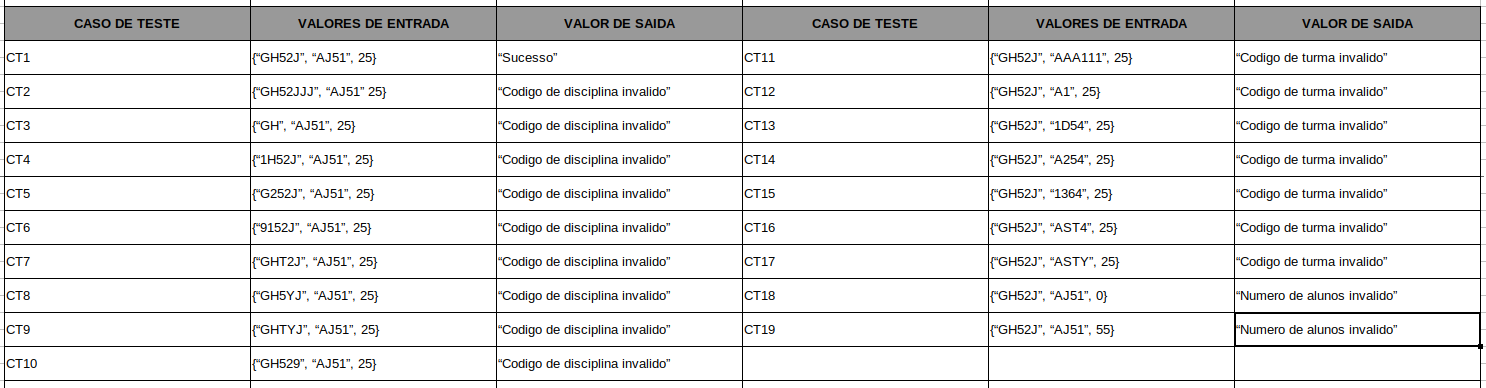 CASO DE TESTE VALORES DE ENTRADA VALOR DE SAIDA CASO DE TESTE VALORES DE ENTRADA VALOR DE SAIDA
CT1 {“GH52J”, “AJ51”, 25} “Sucesso” CT11 {“GH52J”, “AAA111”, 25} “Codigo de turma invalido”
CT2 {“GH52JJJ”, “AJ51” 25} “Codigo de disciplina invalido” CT12 {“GH52J”, “A1”, 25} “Codigo de turma invalido”
CT3 {“GH”, “AJ51”, 25} “Codigo de disciplina invalido” CT13 {“GH52J”, “1D54”, 25} “Codigo de turma invalido”
CT4 {“1H52J”, “AJ51”, 25} “Codigo de disciplina invalido” CT14 {“GH52J”, “A254”, 25} “Codigo de turma invalido”
CT5 {“G252J”, “AJ51”, 25} “Codigo de disciplina invalido” CT15 {“GH52J”, “1364”, 25} “Codigo de turma invalido”
CT6 {“9152J”, “AJ51”, 25} “Codigo de disciplina invalido” CT16 {“GH52J”, “AST4”, 25} “Codigo de turma invalido”
CT7 {“GHT2J”, “AJ51”, 25} “Codigo de disciplina invalido” CT17 {“GH52J”, “ASTY”, 25} “Codigo de turma invalido”
CT8 {“GH5YJ”, “AJ51”, 25} “Codigo de disciplina invalido” CT18 {“GH52J”, “AJ51”, 0} “Numero de alunos invalido”
CT9 {“GHTYJ”, “AJ51”, 25} “Codigo de disciplina invalido” CT19 {“GH52J”, “AJ51”, 55} “Numero de alunos invalido”
CT10 {“GH529”, “AJ51”, 25} “Codigo de disciplina invalido”